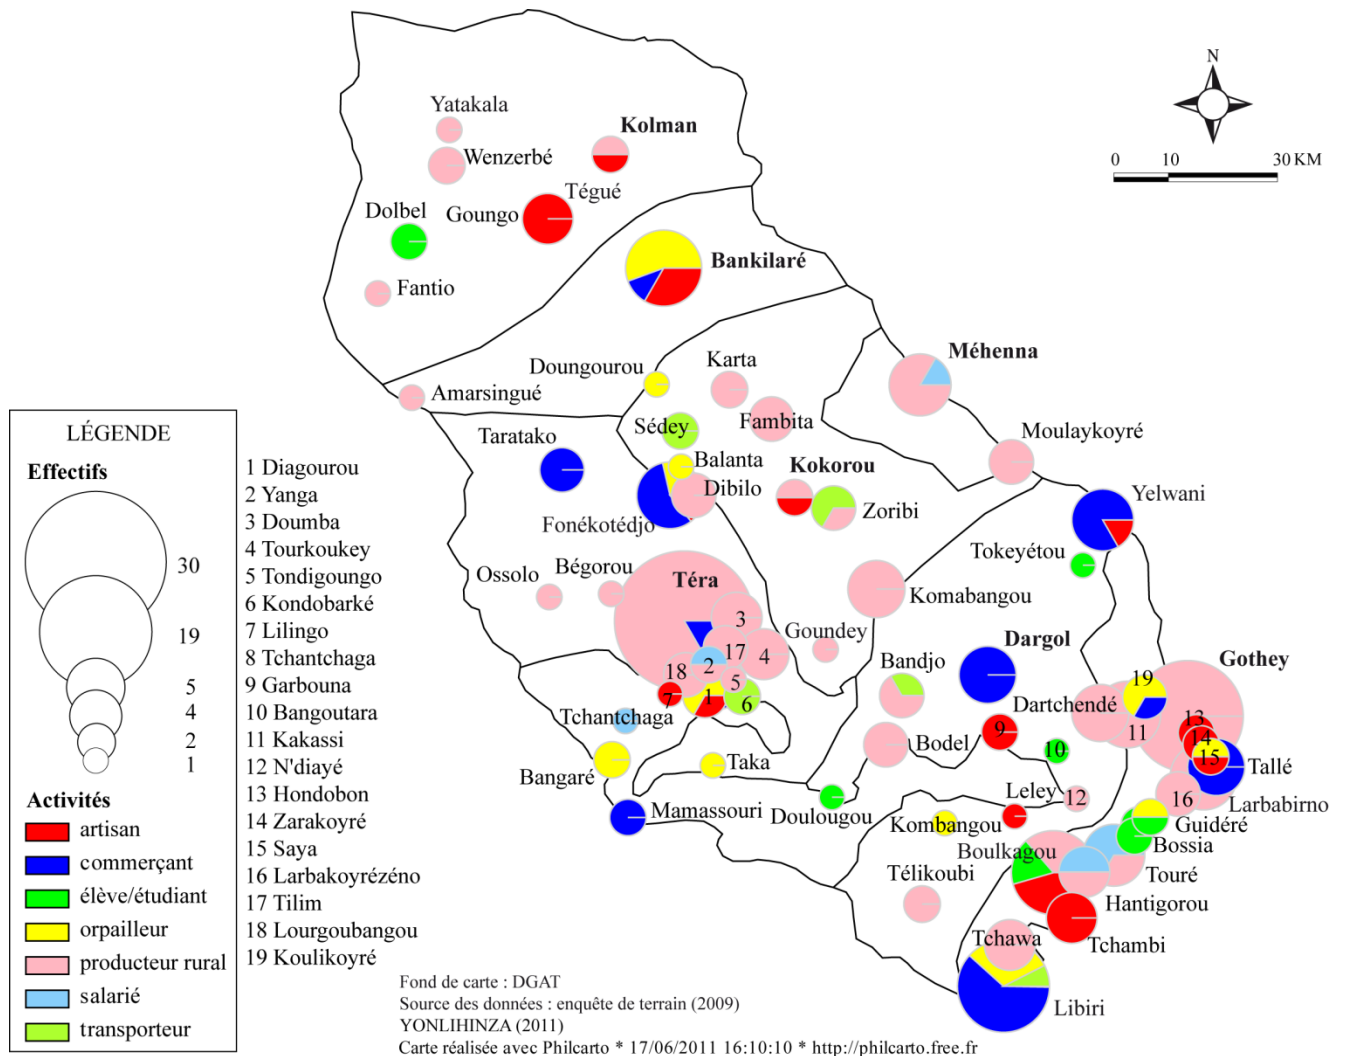 N
0 10 30 KM
Yatakala
Kolman
Wenzerbé
Tégué
Dolbel
Goungo
Bankilaré
Fantio
Méhenna
Karta
Doungourou
Amarsingué
Fambita
Sédey
Moulaykoyré
Taratako
Balanta
Kokorou
Dibilo
Yelwani
Zoribi
Fonékotédjo
Tokeyétou
Bégorou
Téra
Ossolo
Komabangou
3
Goundey
Dargol
17
4
Bandjo
Gothey
18
2
19
5
7
1
6
Dartchendé
Tchantchaga
13
9
11
14
Bodel
10
15
Tallé
Bangaré
Taka
Leley
12
16
Larbabirno
Mamassouri
Doulougou
Kombangou
Guidéré
Bossia
Boulkagou
Télikoubi
Touré
Hantigorou
Tchawa
Tchambi
Libiri
LÉGENDE
Effectifs
30
19
5
4
2
1
Activités
artisan
commerçant
élève/étudiant
orpailleur
producteur rural
salarié
transporteur
1 Diagourou
2 Yanga
3 Doumba
4 Tourkoukey
5 Tondigoungo
6 Kondobarké
7 Lilingo
8 Tchantchaga
9 Garbouna
10 Bangoutara
11 Kakassi
12 N'diayé
13 Hondobon
14 Zarakoyré
15 Saya
16 Larbakoyrézéno
17 Tilim
18 Lourgoubangou
19 Koulikoyré
Fond de carte : DGAT
Source des données : enquête de terrain (2009)
YONLIHINZA (2011)
Carte réalisée avec Philcarto * 17/06/2011 16:10:10 * http://philcarto.free.fr